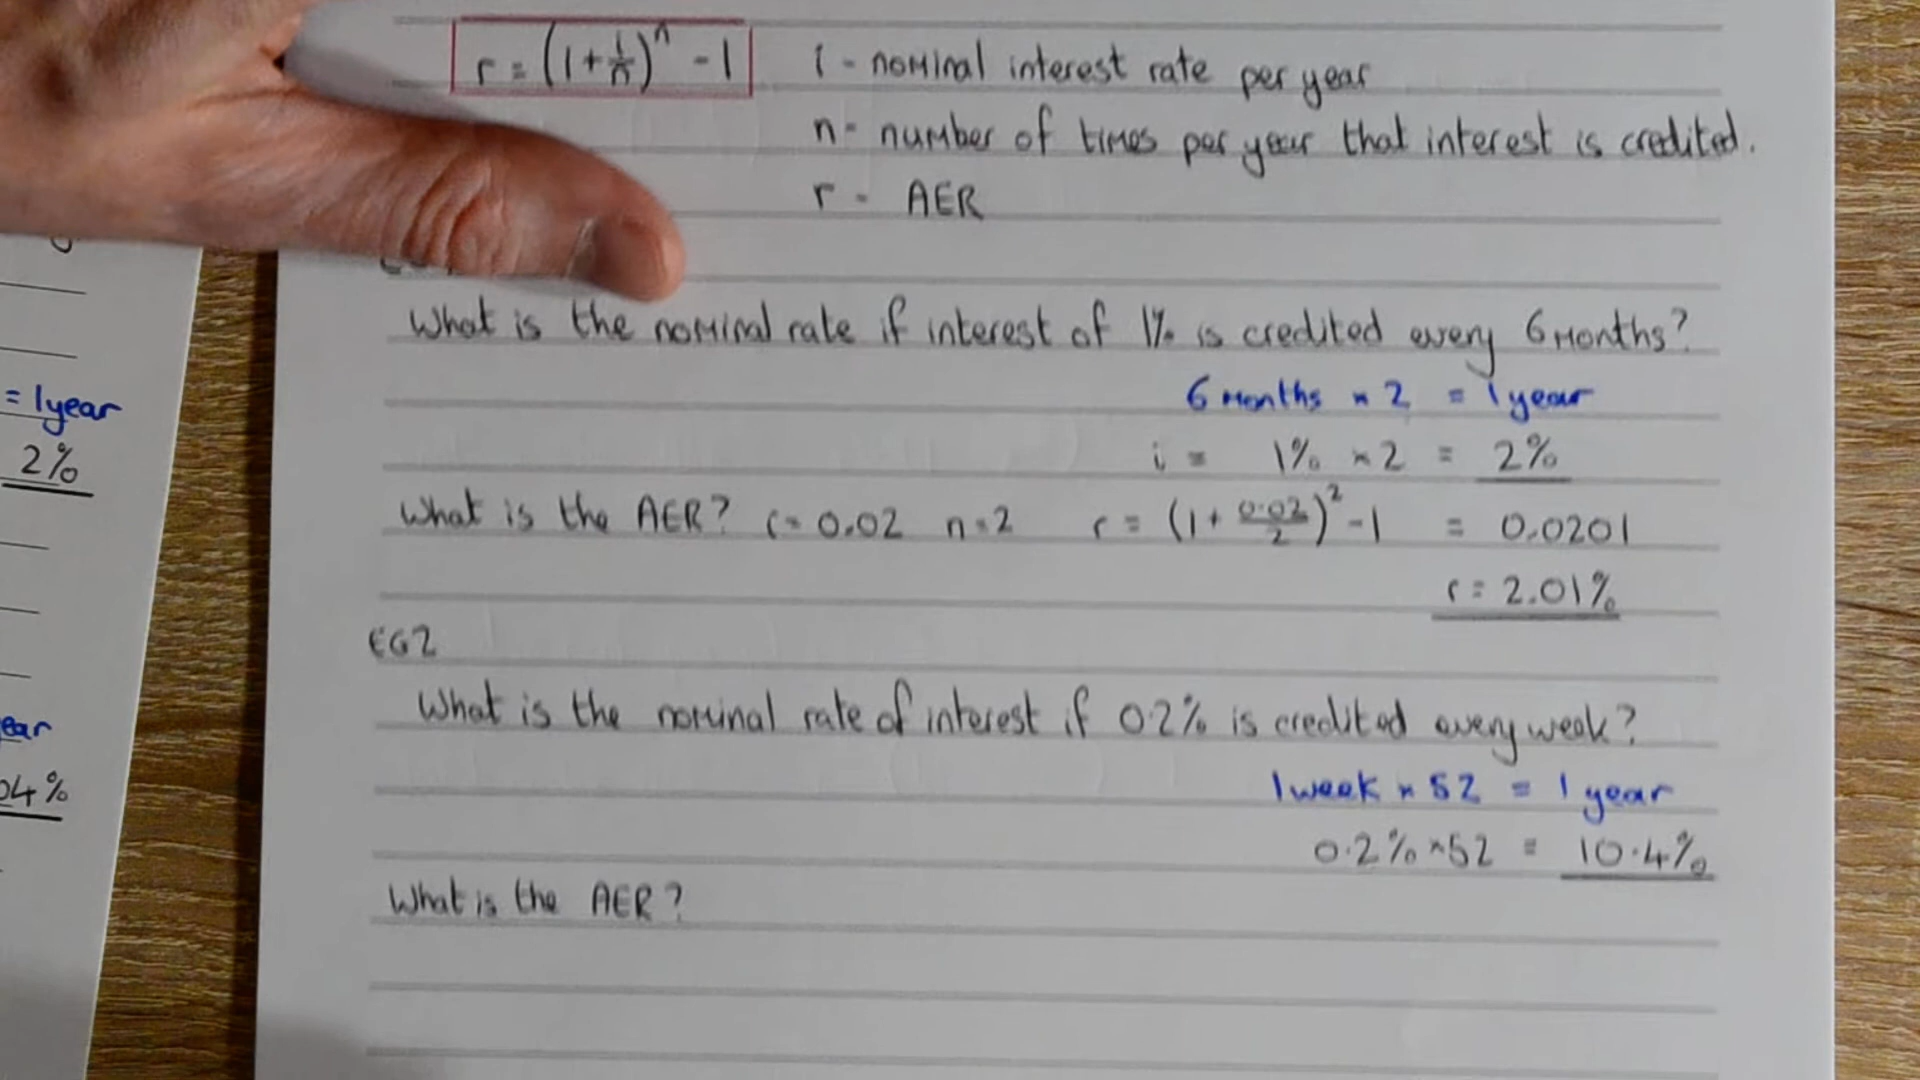 r = (1 + i/n)^n - 1
i - nominal interest rate per year
n - number of times per year that interest is credited.
r - AER
What is the nominal rate if interest of 1% is credited every 6 months?
6 months × 2 = 1 year
i = 1% × 2 = 2%
What is the AER? i = 0.02 n = 2 r = (1 + 0.02/2)^2 - 1 = 0.0201
r = 2.01%
EG2
What is the nominal rate of interest if 0.2% is credited every week?
1 week × 52 = 1 year
0.2% × 52 = 10.4%
What is the AER?
= 1 year
2%
04%